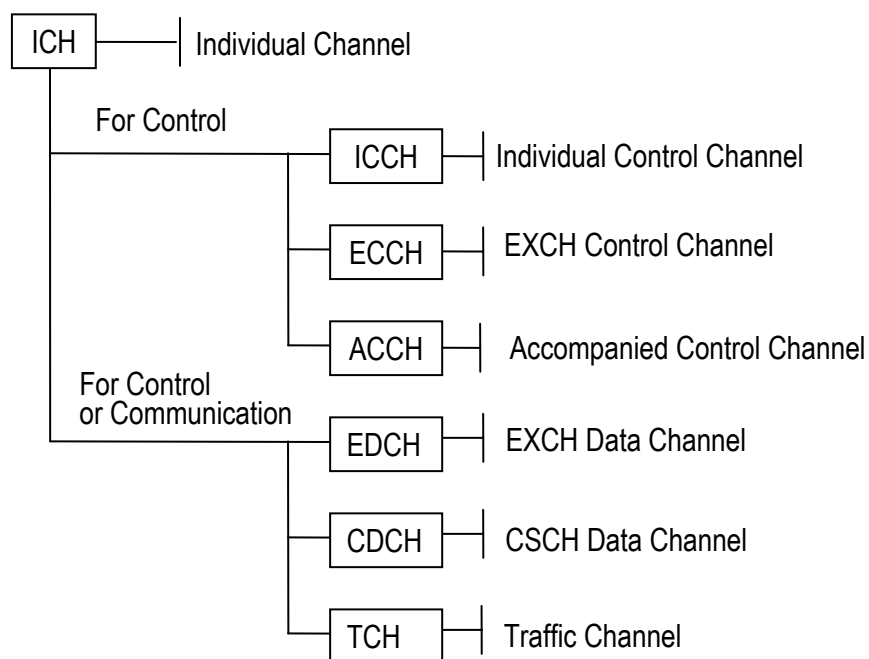 ICH Individual Channel
For Control
ICCH Individual Control Channel
ECCH EXCH Control Channel
ACCH Accompanied Control Channel
For Control
or Communication
EDCH EXCH Data Channel
CDCH CSCH Data Channel
TCH Traffic Channel